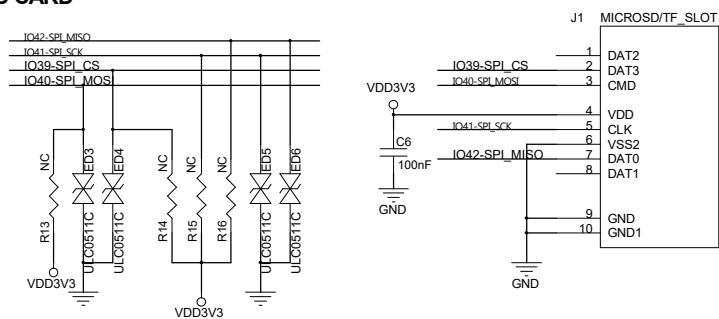 J1 MICROSD/TF_SLOT
IO42-SPI_MISO
IO41-SPI_SCK
IO39-SPI_CS
IO40-SPI_MOSI
NC
ED3
ED4
NC
NC
NC
ED5
ED6
R13
ULC0511C
ULC0511C
R14
R15
R16
ULC0511C
ULC0511C
VDD3V3
VDD3V3
IO39-SPI_CS
IO40-SPI_MOSI
VDD3V3
IO41-SPI_SCK
C6
100nF
IO42-SPI_MISO
GND
GND
1 DAT2
2 DAT3
3 CMD
4 VDD
5 CLK
6 VSS2
7 DAT0
8 DAT1
9 GND
10 GND1